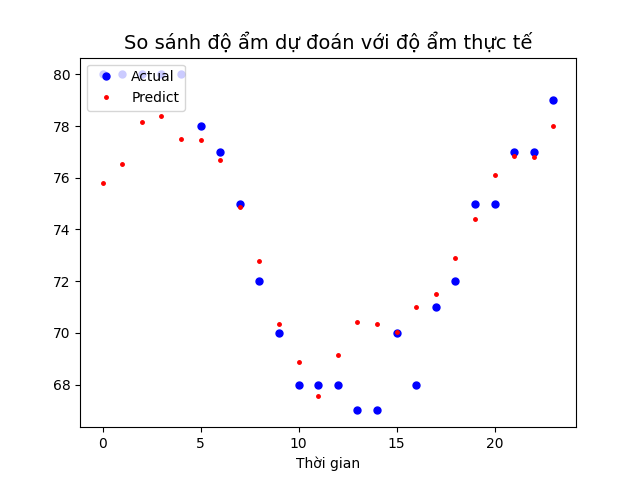 So sánh độ ẩm dự đoán với độ ẩm thực tế
Actual
Predict
80
78
76
74
72
70
68
0 5 10 15 20
Thời gian